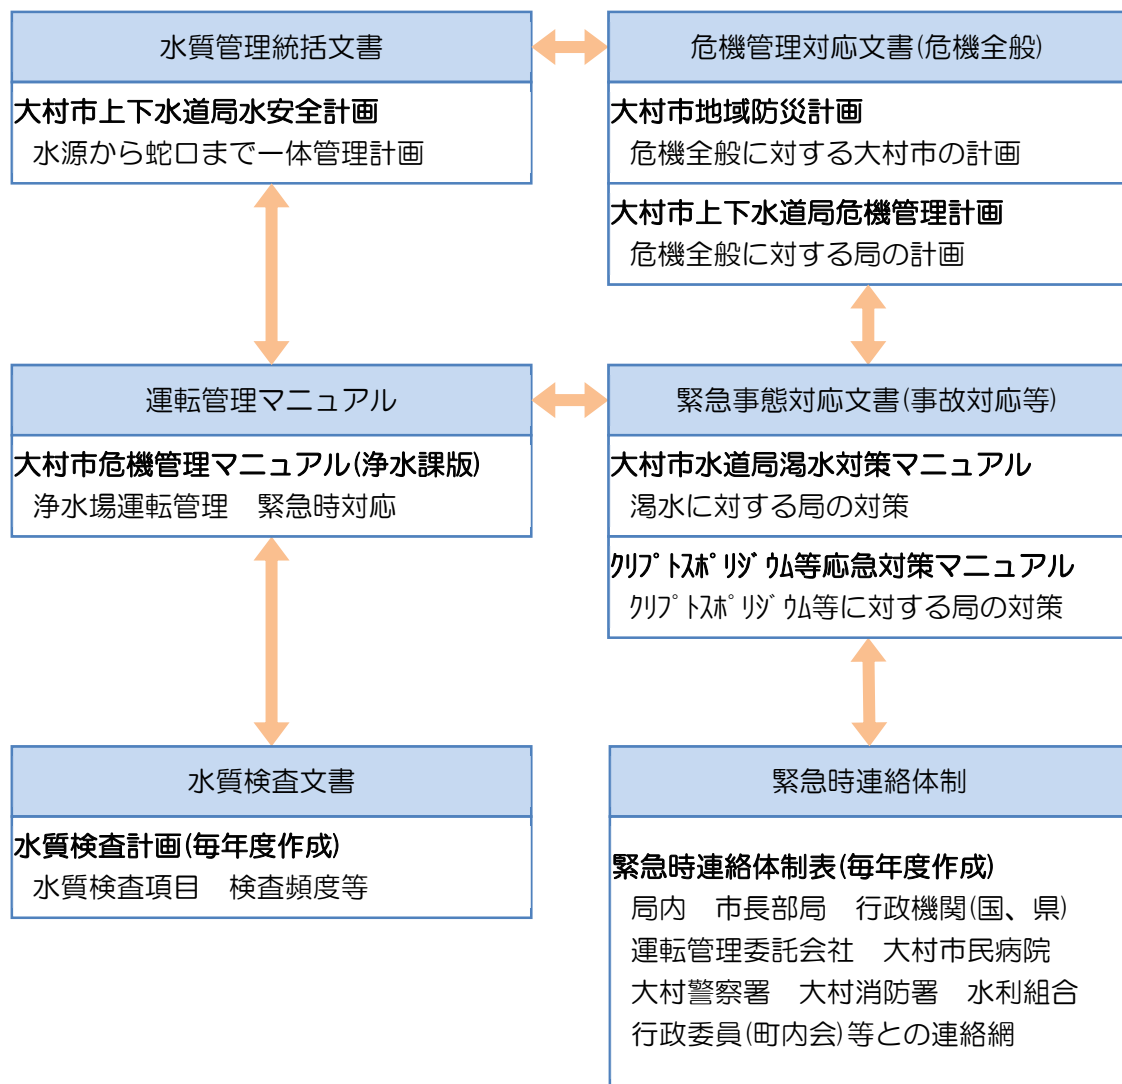 水質管理統括文書
大村市上下水道局水安全計画
水源から蛇口まで一体管理計画
危機管理対応文書(危機全般)
大村市地域防災計画
危機全般に対する大村市の計画
大村市上下水道局危機管理計画
危機全般に対する局の計画
運転管理マニュアル
大村市危機管理マニュアル(浄水課版)
浄水場運転管理　緊急時対応
緊急事態対応文書(事故対応等)
大村市水道局渇水対策マニュアル
渇水に対する局の対策
ｸﾘﾌﾟﾄｽﾎﾟﾘｼﾞｳﾑ等応急対策マニュアル
ｸﾘﾌﾟﾄｽﾎﾟﾘｼﾞｳﾑ等に対する局の対策
水質検査文書
水質検査計画(毎年度作成)
水質検査項目　検査頻度等
緊急時連絡体制
緊急時連絡体制表(毎年度作成)
局内　市長部局　行政機関(国、県)
運転管理委託会社　大村市民病院
大村警察署　大村消防署　水利組合
行政委員(町内会)等との連絡網